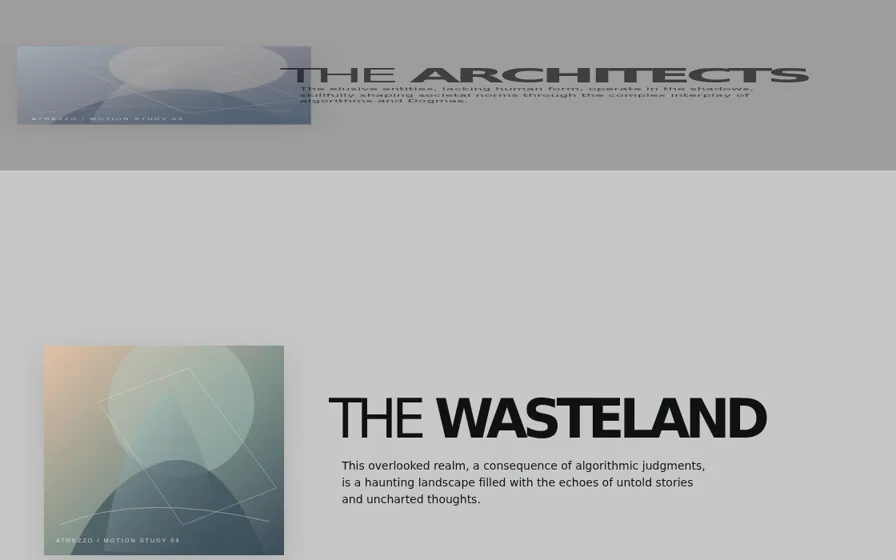 THE ARCHITECTS
The elusive entities, lacking human form, operate in the shadows,
skillfully shaping societal norms through the complex interplay of
algorithms and Dogmas.
ATREZZO / MOTION STUDY 03
THE WASTELAND
This overlooked realm, a consequence of algorithmic judgments,
is a haunting landscape filled with the echoes of untold stories
and uncharted thoughts.
ATREZZO / MOTION STUDY 04